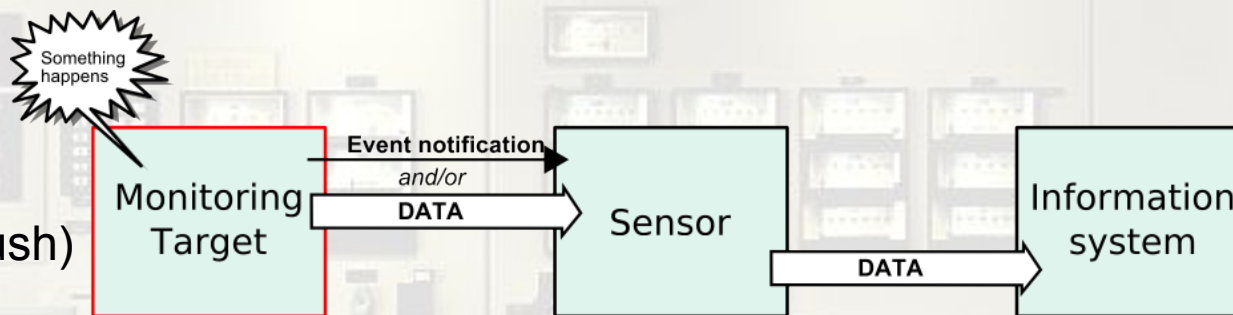 Something
happens
Event notification
and/or
DATA
Monitoring
Target
ush)
Sensor
DATA
Information
system